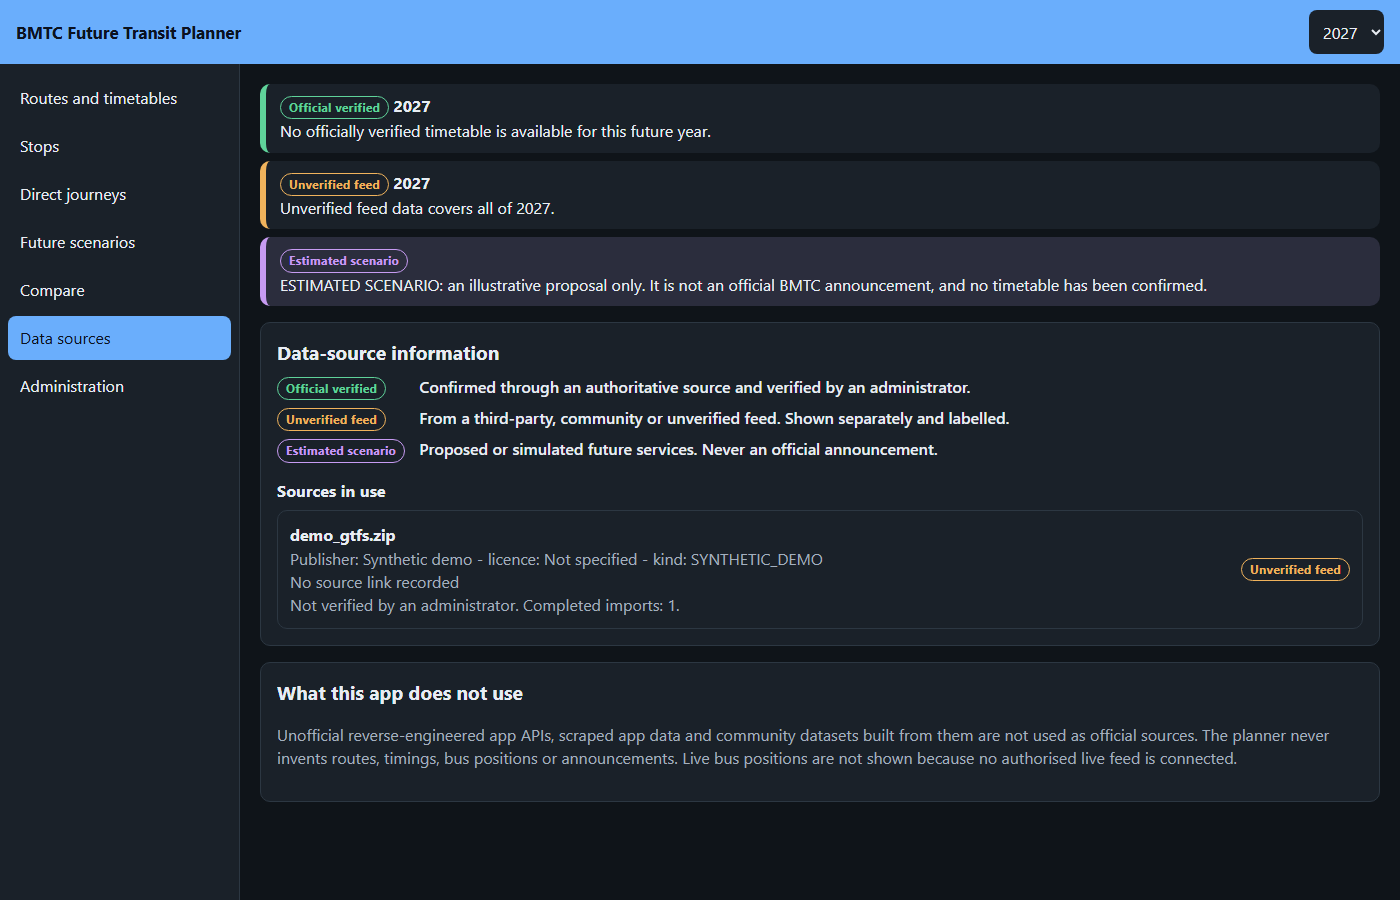 BMTC Future Transit Planner
2027
Routes and timetables
Stops
Direct journeys
Future scenarios
Compare
Data sources
Administration
Official verified 2027
No officially verified timetable is available for this future year.
Unverified feed 2027
Unverified feed data covers all of 2027.
Estimated scenario
ESTIMATED SCENARIO: an illustrative proposal only. It is not an official BMTC announcement, and no timetable has been confirmed.
Data-source information
Official verified Confirmed through an authoritative source and verified by an administrator.
Unverified feed From a third-party, community or unverified feed. Shown separately and labelled.
Estimated scenario Proposed or simulated future services. Never an official announcement.
Sources in use
demo_gtfs.zip
Publisher: Synthetic demo - licence: Not specified - kind: SYNTHETIC_DEMO
No source link recorded
Not verified by an administrator. Completed imports: 1.
Unverified feed
What this app does not use
Unofficial reverse-engineered app APIs, scraped app data and community datasets built from them are not used as official sources. The planner never
invents routes, timings, bus positions or announcements. Live bus positions are not shown because no authorised live feed is connected.